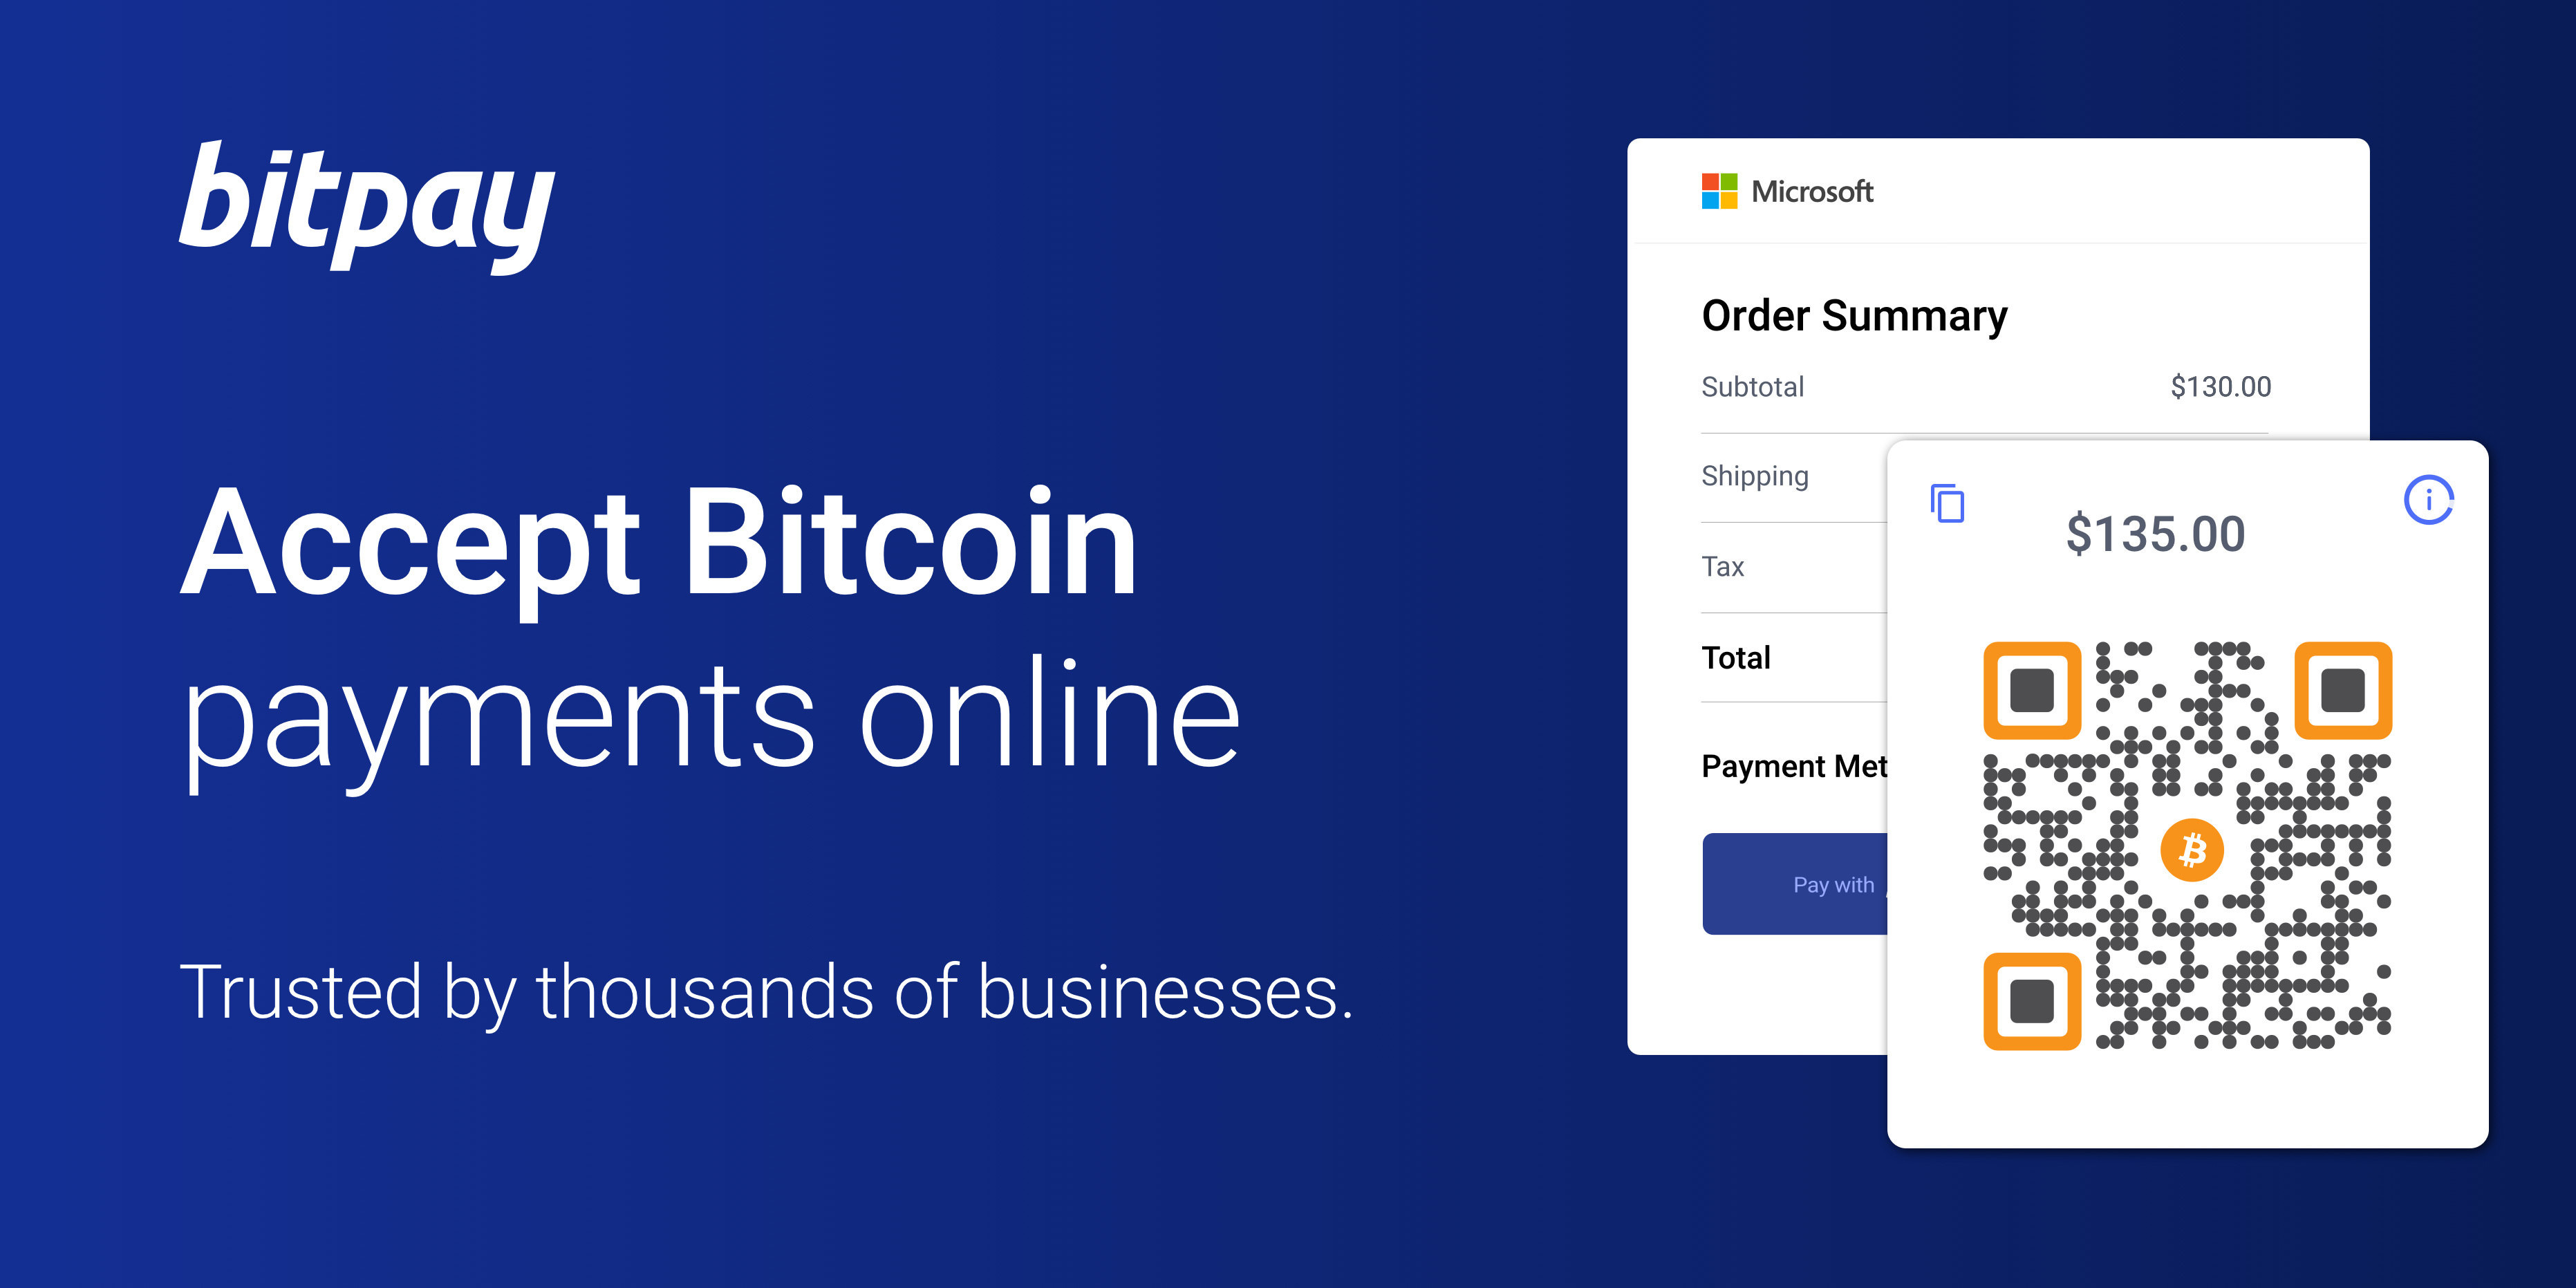 bitpay
Accept Bitcoin
payments online
Trusted by thousands of businesses.
Microsoft
Order Summary
Subtotal $130.00
Shipping
Tax
Total
Payment Met
Pay with
$135.00